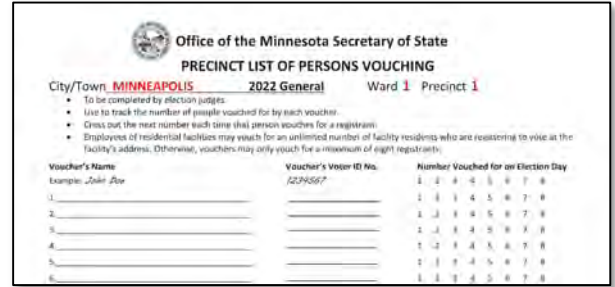 Office of the Minnesota Secretary of State
PRECINCT LIST OF PERSONS VOUCHING
City/Town MINNEAPOLIS 2022 General Ward 1 Precinct 1
• To be completed by election judges.
• Use to track the number of people vouched for by each voucher.
• Cross out the next number each time that person vouches for a registrant.
• Employees of residential facilities may vouch for an unlimited number of facility residents who are registering to vote at the
facility's address. Otherwise, vouchers may only vouch for a maximum of eight registrants.
Voucher's Name Voucher's Voter ID No. Number Vouched for on Election Day
Example: John Doe 1234567 1 2 3 4 5 6 7 8
1. 1 2 3 4 5 6 7 8
2. 1 2 3 4 5 6 7 8
3. 1 2 3 4 5 6 7 8
4. 1 2 3 4 5 6 7 8
5. 1 2 3 4 5 6 7 8
6. 1 2 3 4 5 6 7 8